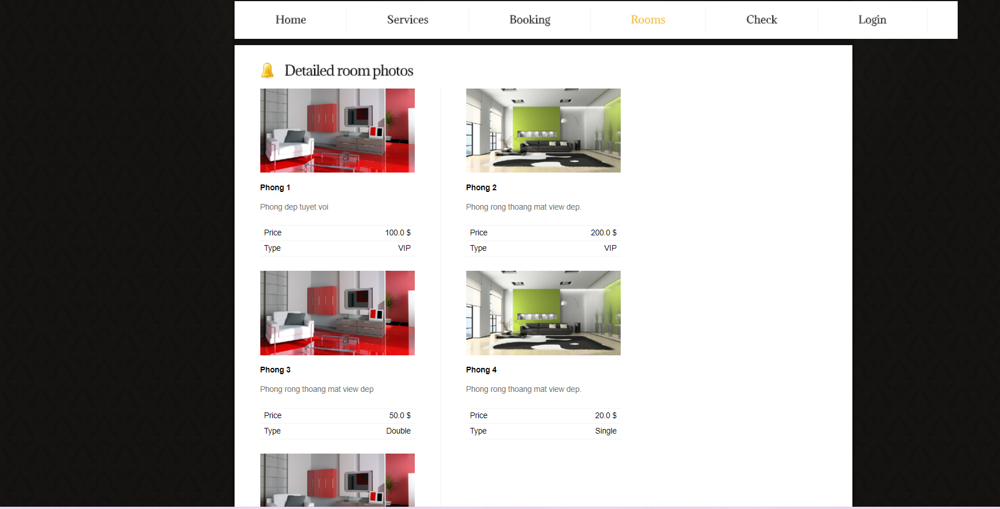 Home Services Booking Rooms Check Login
Detailed room photos
Phong 1
Phong dep tuyet voi
Price 100.0 $
Type VIP
Phong 2
Phong rong thoang mat view dep.
Price 200.0 $
Type VIP
Phong 3
Phong rong thoang mat view dep
Price 50.0 $
Type Double
Phong 4
Phong rong thoang mat view dep.
Price 20.0 $
Type Single